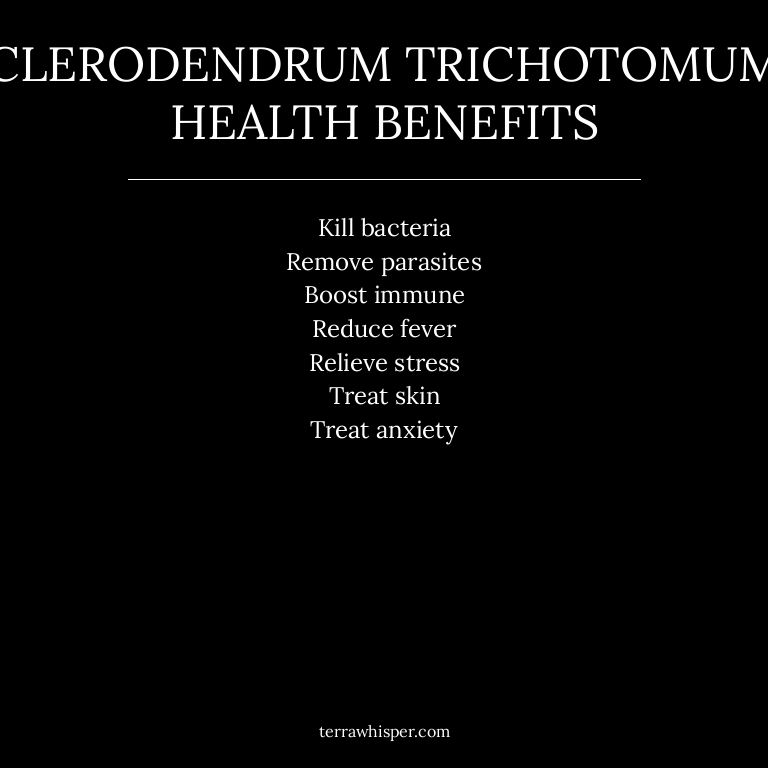 CLERODENDRUM TRICHOTOMUM
HEALTH BENEFITS
Kill bacteria
Remove parasites
Boost immune
Reduce fever
Relieve stress
Treat skin
Treat anxiety
terrawhisper.com